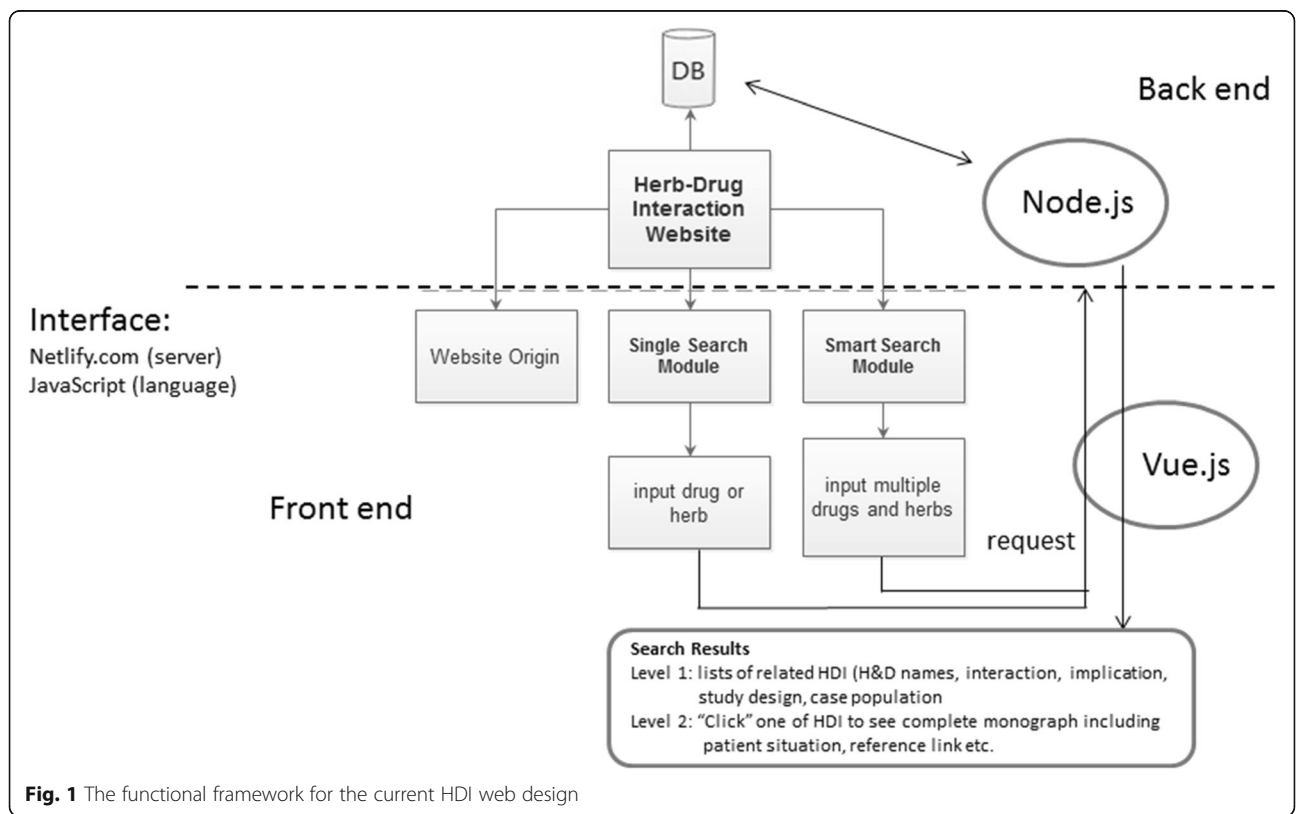 DB
Back end
Herb-Drug
Interaction
Website
Node.js
Interface:
Netlify.com (server)
JavaScript (language)
Website Origin
Single Search
Module
Smart Search
Module
Front end
input drug or
herb
input multiple
drugs and herbs
request
Vue.js
Search Results
Level 1: lists of related HDI (H&D names, interaction, implication,
study design, case population
Level 2: “Click” one of HDI to see complete monograph including
patient situation, reference link etc.
Fig. 1 The functional framework for the current HDI web design